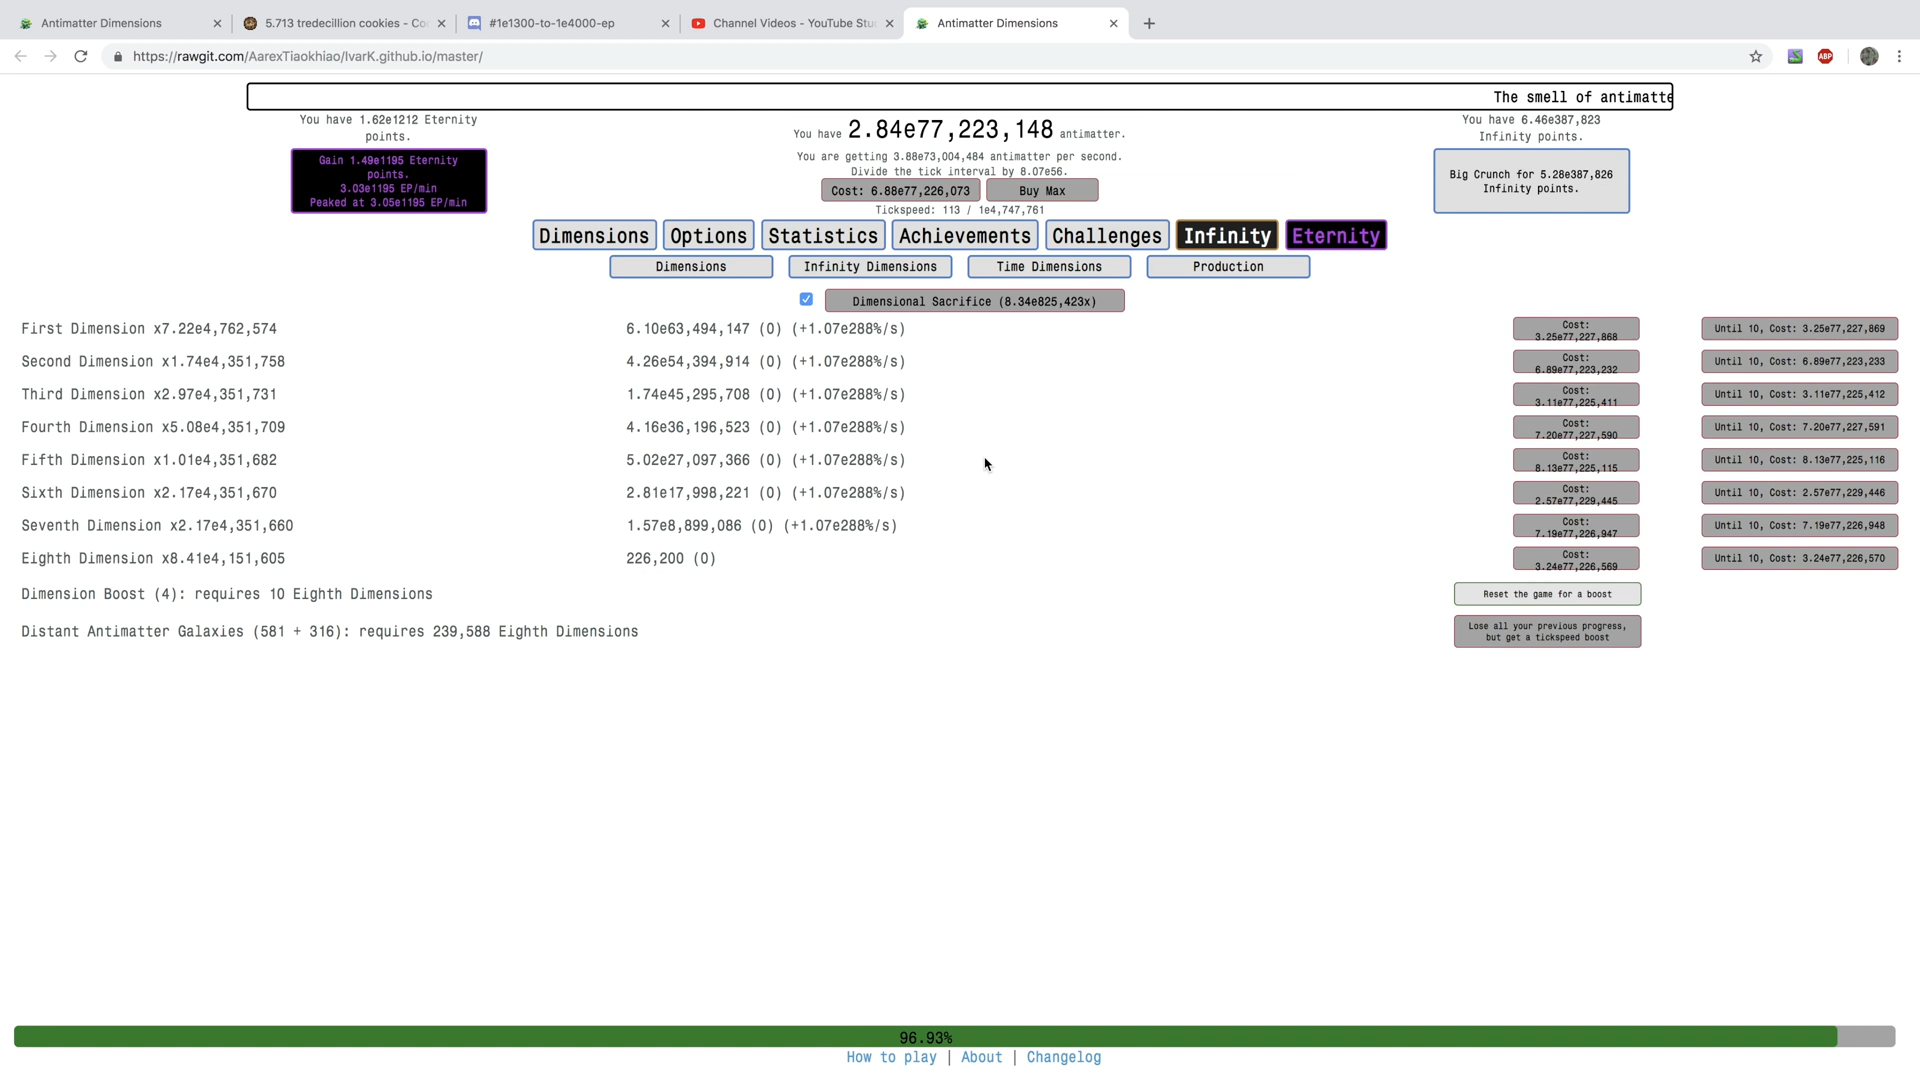 Antimatter Dimensions
5.713 tredecillion cookies - Co
#1e1300-to-1e4000-ep
Channel Videos - YouTube Stu
Antimatter Dimensions
https://rawgit.com/AarexTiaokhiao/IvarK.github.io/master/
ABP
The smell of antimatte
You have 1.62e1212 Eternity
points.
Gain 1.49e1195 Eternity
points.
3.03e1195 EP/min
Peaked at 3.05e1195 EP/min
You have 2.84e77,223,148 antimatter.
You are getting 3.88e73,004,484 antimatter per second.
Divide the tick interval by 8.07e56.
Cost: 6.88e77,226,073 Buy Max
Tickspeed: 113 / 1e4,747,761
You have 6.46e387,823
Infinity points.
Big Crunch for 5.28e387,826
Infinity points.
Dimensions Options Statistics Achievements Challenges Infinity Eternity
Dimensions Infinity Dimensions Time Dimensions Production
Dimensional Sacrifice (8.34e825,423x)
First Dimension x7.22e4,762,574 6.10e63,494,147 (0) (+1.07e288%/s) Cost: 3.25e77,227,868 Until 10, Cost: 3.25e77,227,869
Second Dimension x1.74e4,351,758 4.26e54,394,914 (0) (+1.07e288%/s) Cost: 6.89e77,223,232 Until 10, Cost: 6.89e77,223,233
Third Dimension x2.97e4,351,731 1.74e45,295,708 (0) (+1.07e288%/s) Cost: 3.11e77,225,411 Until 10, Cost: 3.11e77,225,412
Fourth Dimension x5.08e4,351,709 4.16e36,196,523 (0) (+1.07e288%/s) Cost: 7.20e77,227,590 Until 10, Cost: 7.20e77,227,591
Fifth Dimension x1.01e4,351,682 5.02e27,097,366 (0) (+1.07e288%/s) Cost: 8.13e77,225,115 Until 10, Cost: 8.13e77,225,116
Sixth Dimension x2.17e4,351,670 2.81e17,998,221 (0) (+1.07e288%/s) Cost: 2.57e77,229,445 Until 10, Cost: 2.57e77,229,446
Seventh Dimension x2.17e4,351,660 1.57e8,899,086 (0) (+1.07e288%/s) Cost: 7.19e77,226,947 Until 10, Cost: 7.19e77,226,948
Eighth Dimension x8.41e4,151,605 226,200 (0) Cost: 3.24e77,226,569 Until 10, Cost: 3.24e77,226,570
Dimension Boost (4): requires 10 Eighth Dimensions Reset the game for a boost
Distant Antimatter Galaxies (581 + 316): requires 239,588 Eighth Dimensions
Lose all your previous progress,
but get a tickspeed boost
96.93%
How to play | About | Changelog